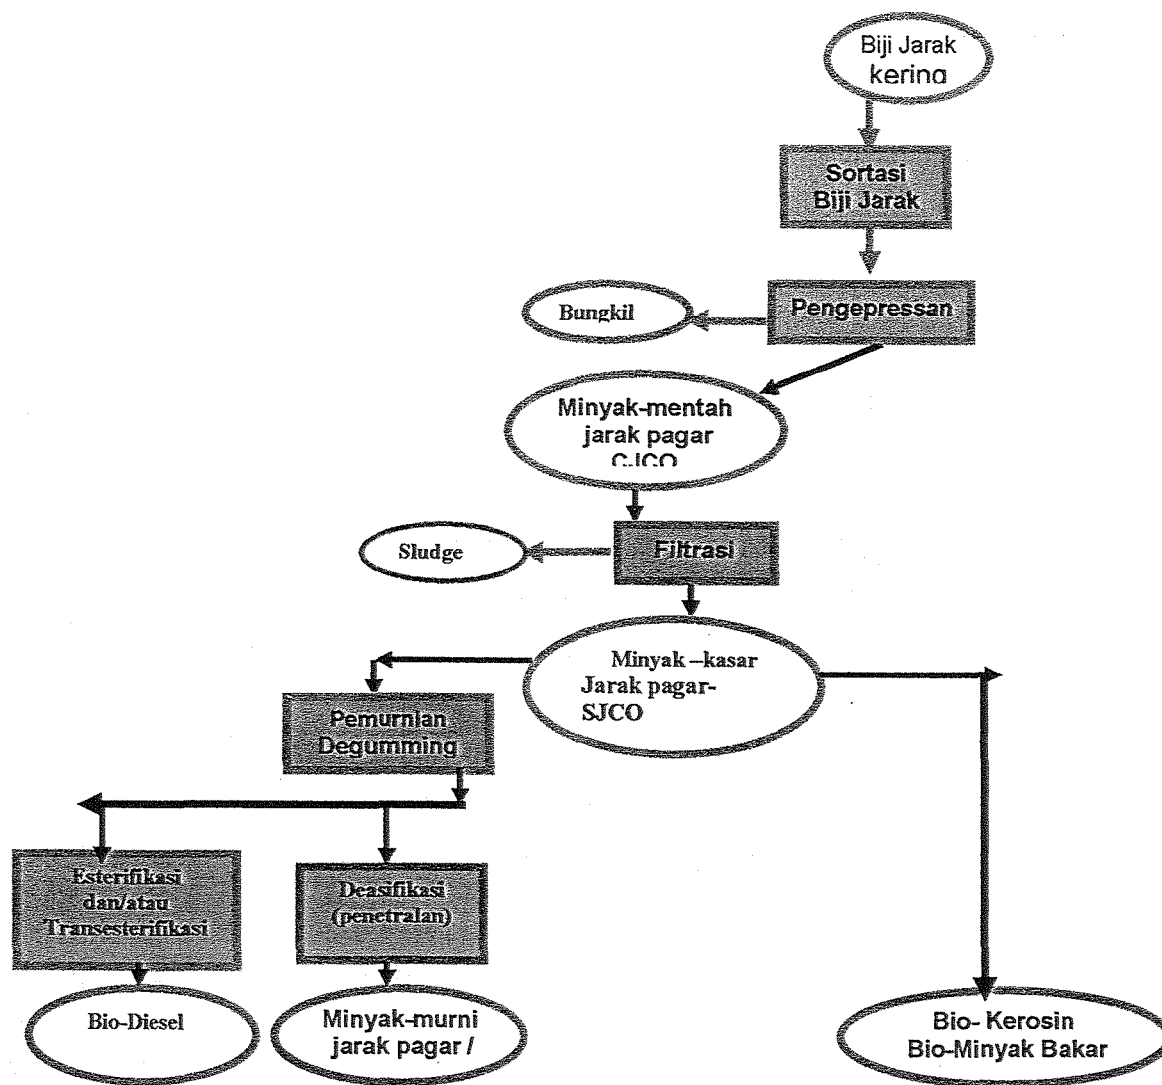 Biji Jarak
kering
Sortasi
Biji Jarak
Pengepressan
Bungkil
Minyak-mentah
jarak pagar
CJCO
Filtrasi
Sludge
Minyak –kasar
Jarak pagar-
SJCO
Pemurnian
Degumming
Esterifikasi
dan/atau
Transesterifikasi
Deasifikasi
(penetralan)
Bio-Diesel
Minyak-murni
jarak pagar /
Bio- Kerosin
Bio-Minyak Bakar